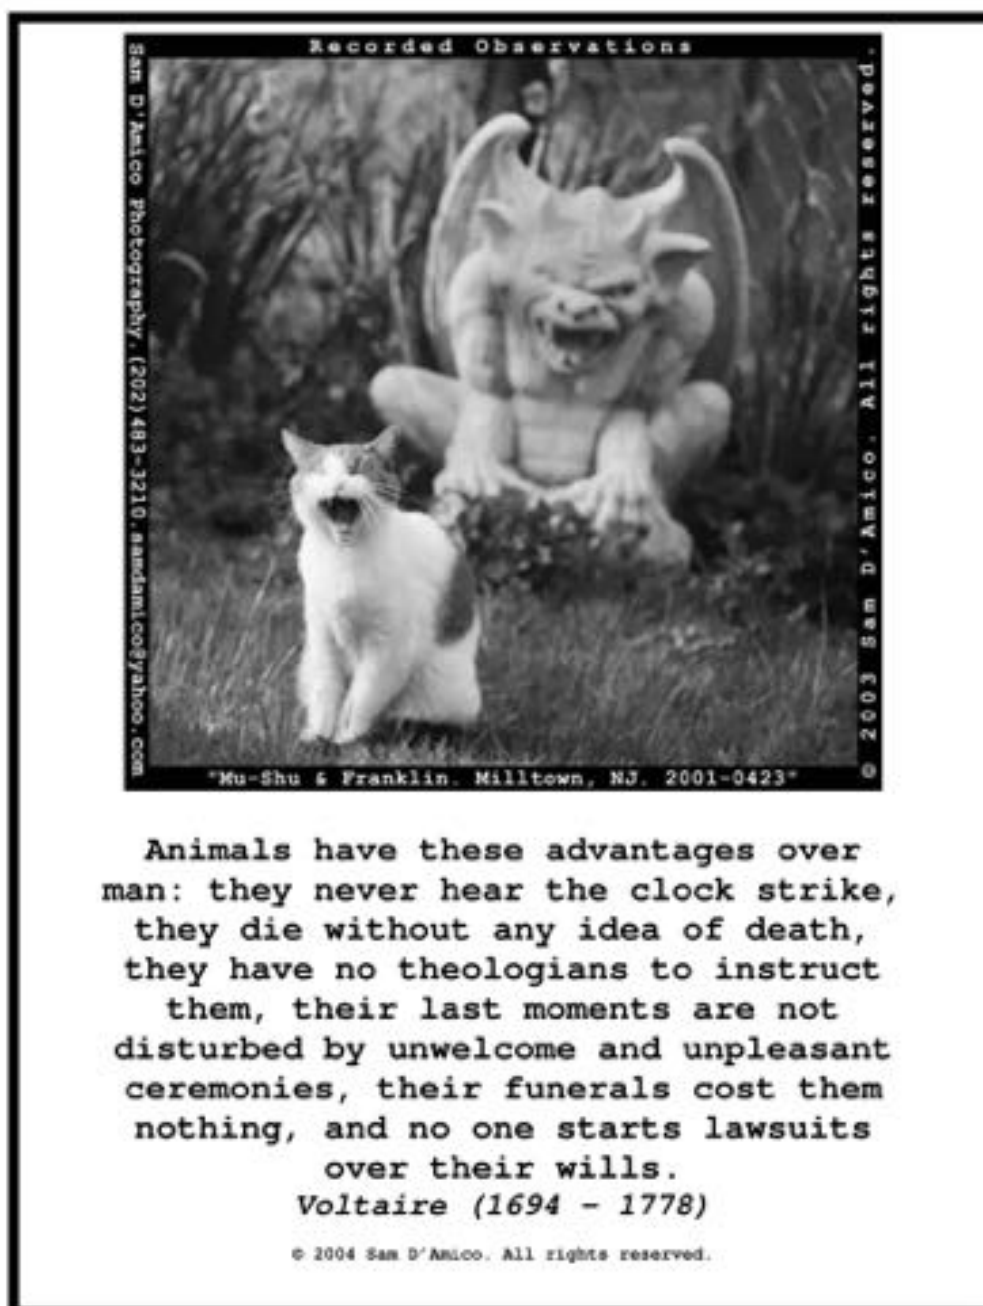 Recorded Observations
Sam D'Amico Photography.(202)483-3210.samdamico@yahoo.com
© 2003 Sam D'Amico. All rights reserved.
"Mu-Shu & Franklin. Milltown, NJ. 2001-0423"
Animals have these advantages over
man: they never hear the clock strike,
they die without any idea of death,
they have no theologians to instruct
them, their last moments are not
disturbed by unwelcome and unpleasant
ceremonies, their funerals cost them
nothing, and no one starts lawsuits
over their wills.
Voltaire (1694 - 1778)
© 2004 Sam D'Amico. All rights reserved.